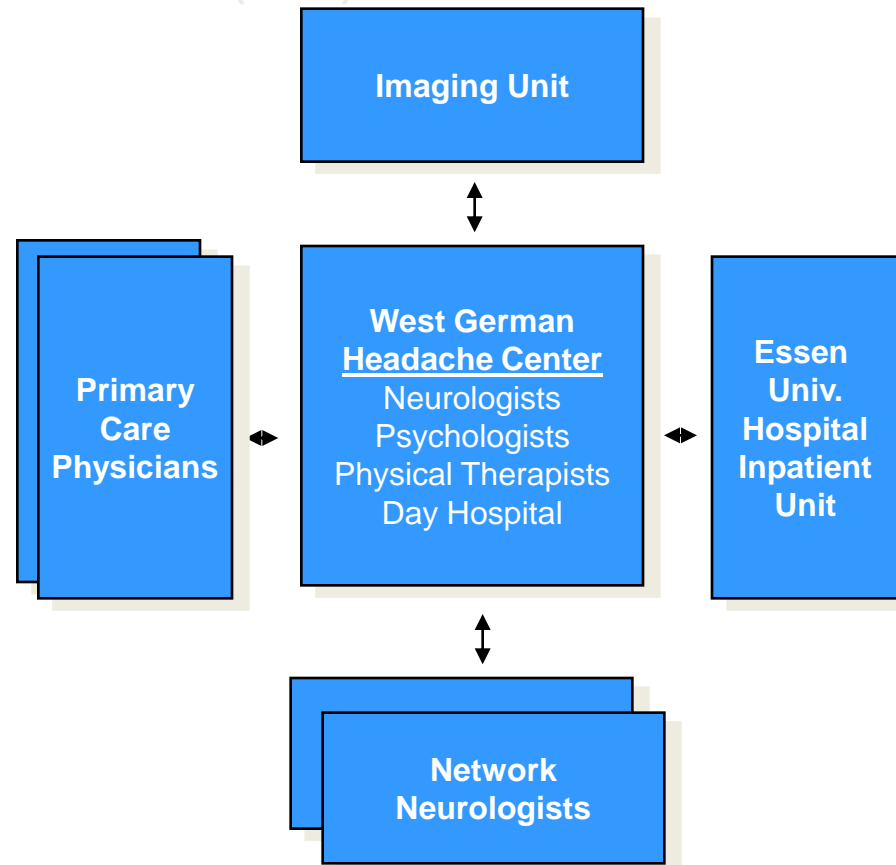 Imaging Unit
West German
Headache Center
Neurologists
Psychologists
Physical Therapists
Day Hospital
Primary
Care
Physicians
Essen
Univ.
Hospital
Inpatient
Unit
Network
Neurologists